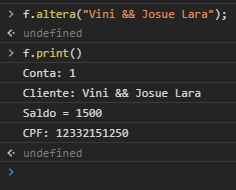 > f.altera("Vini && Josue Lara");
<· undefined
> f.print()
Conta: 1
Cliente: Vini && Josue Lara
Saldo = 1500
CPF: 12332151250
<· undefined
>